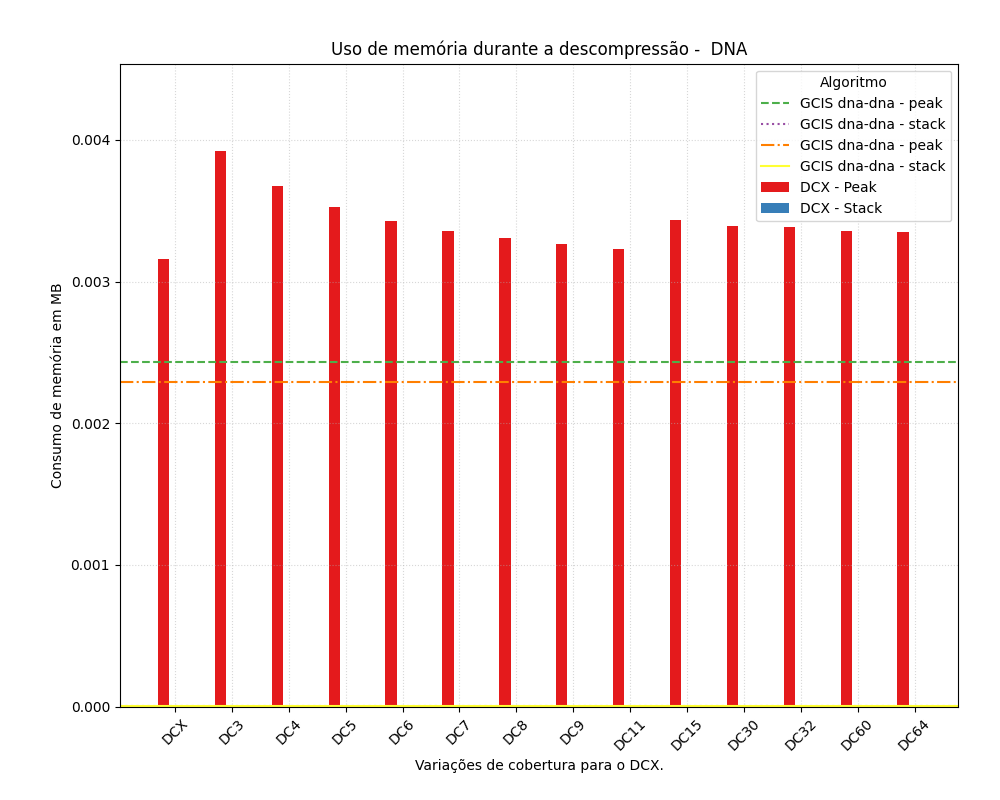 Uso de memória durante a descompressão -  DNA
Algoritmo
GCIS dna-dna - peak
GCIS dna-dna - stack
GCIS dna-dna - peak
GCIS dna-dna - stack
DCX - Peak
DCX - Stack
Consumo de memória em MB
0.004
0.003
0.002
0.001
0.000
DCX DC3 DC4 DC5 DC6 DC7 DC8 DC9 DC11 DC15 DC30 DC32 DC60 DC64
Variações de cobertura para o DCX.